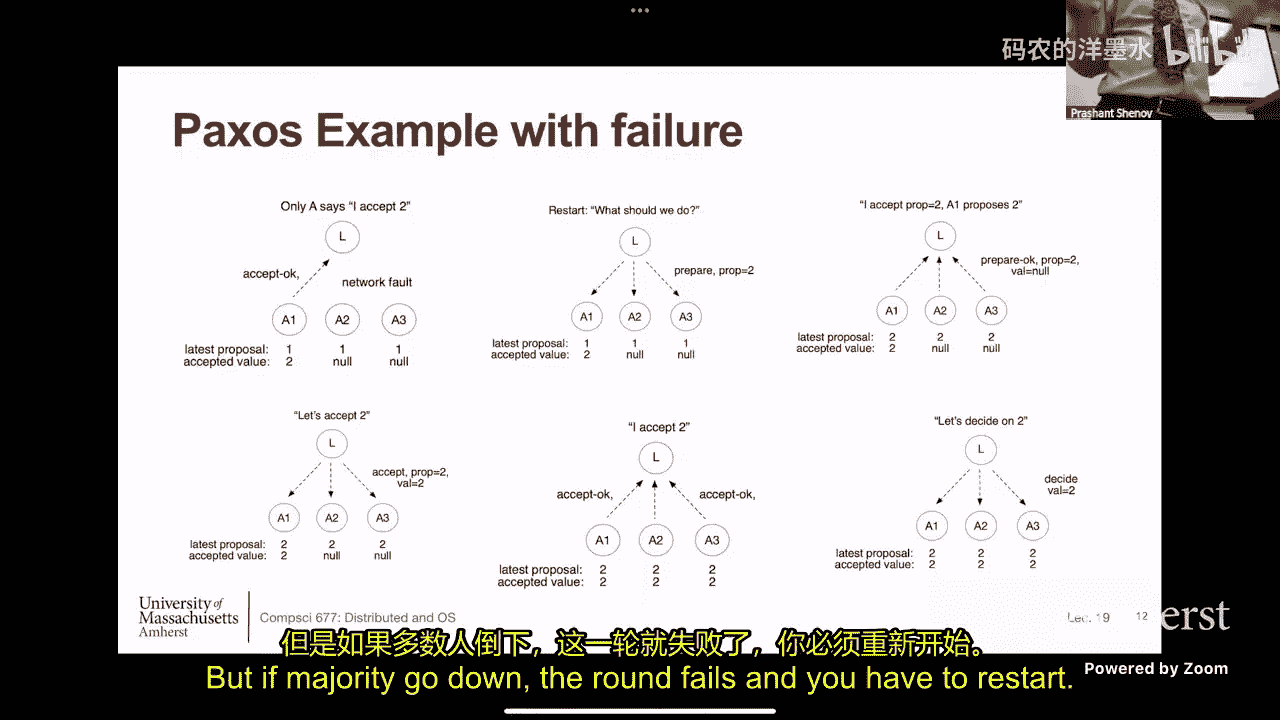 码农的洋墨水 bilibili
Prashant Shenoy
Paxos Example with failure
Only A says “I accept 2”
L
accept-ok,
network fault
A1 A2 A3
latest proposal: 1 1 1
accepted value: 2 null null
Restart: “What should we do?”
L
prepare, prop=2
A1 A2 A3
latest proposal: 1 1 1
accepted value: 2 null null
“I accept prop=2, A1 proposes 2”
L
prepare-ok, prop=2,
val=null
A1 A2 A3
latest proposal: 2 2 2
accepted value: 2 null null
“Let’s accept 2”
L
accept, prop=2,
val=2
A1 A2 A3
latest proposal: 2 2 2
accepted value: 2 null null
“I accept 2”
L
accept-ok, accept-ok,
A1 A2 A3
latest proposal: 2 2 2
accepted value: 2 2 2
“Let’s decide on 2”
L
decide
val=2
A1 A2 A3
latest proposal: 2 2 2
accepted value: 2 2 2
University of
Massachusetts
Amherst
Compsci 677: Distributed and OS
Lec. 19
12
erst
但是如果多数人倒下，这一轮就失败了，你必须重新开始。
But if majority go down, the round fails and you have to restart.
Powered by Zoom